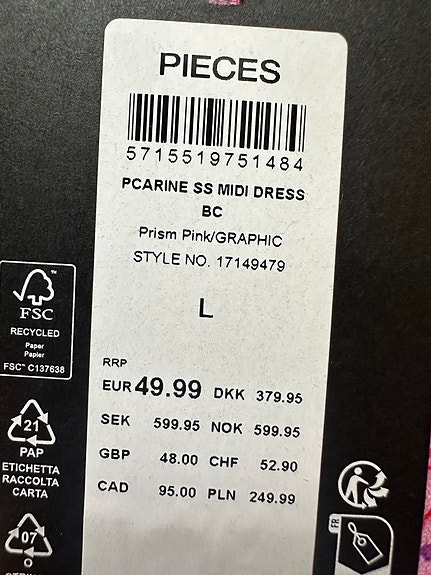 PIECES
5715519751484
PCARINE SS MIDI DRESS
BC
Prism Pink/GRAPHIC
STYLE NO. 17149479
L
RRP
EUR 49.99 DKK 379.95
SEK 599.95 NOK 599.95
GBP 48.00 CHF 52.90
CAD 95.00 PLN 249.99
FSC™
RECYCLED
Paper
Papier
FSC™ C137638
21
PAP
ETICHETTA
RACCOLTA
CARTA
07
O
FR